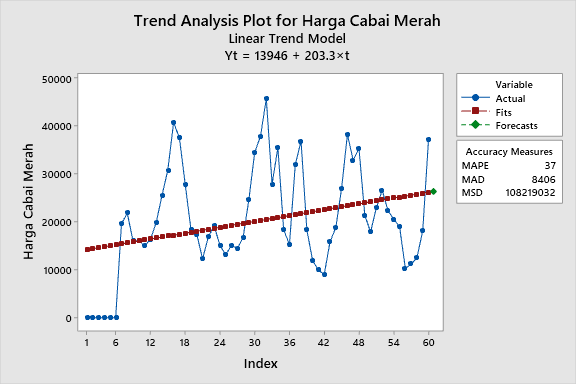 Trend Analysis Plot for Harga Cabai Merah
Linear Trend Model
Yt = 13946 + 203.3×t
Harga Cabai Merah
50000
40000
30000
20000
10000
0
1 6 12 18 24 30 36 42 48 54 60
Index
Variable
Actual
Fits
Forecasts
Accuracy Measures
MAPE 37
MAD 8406
MSD 108219032